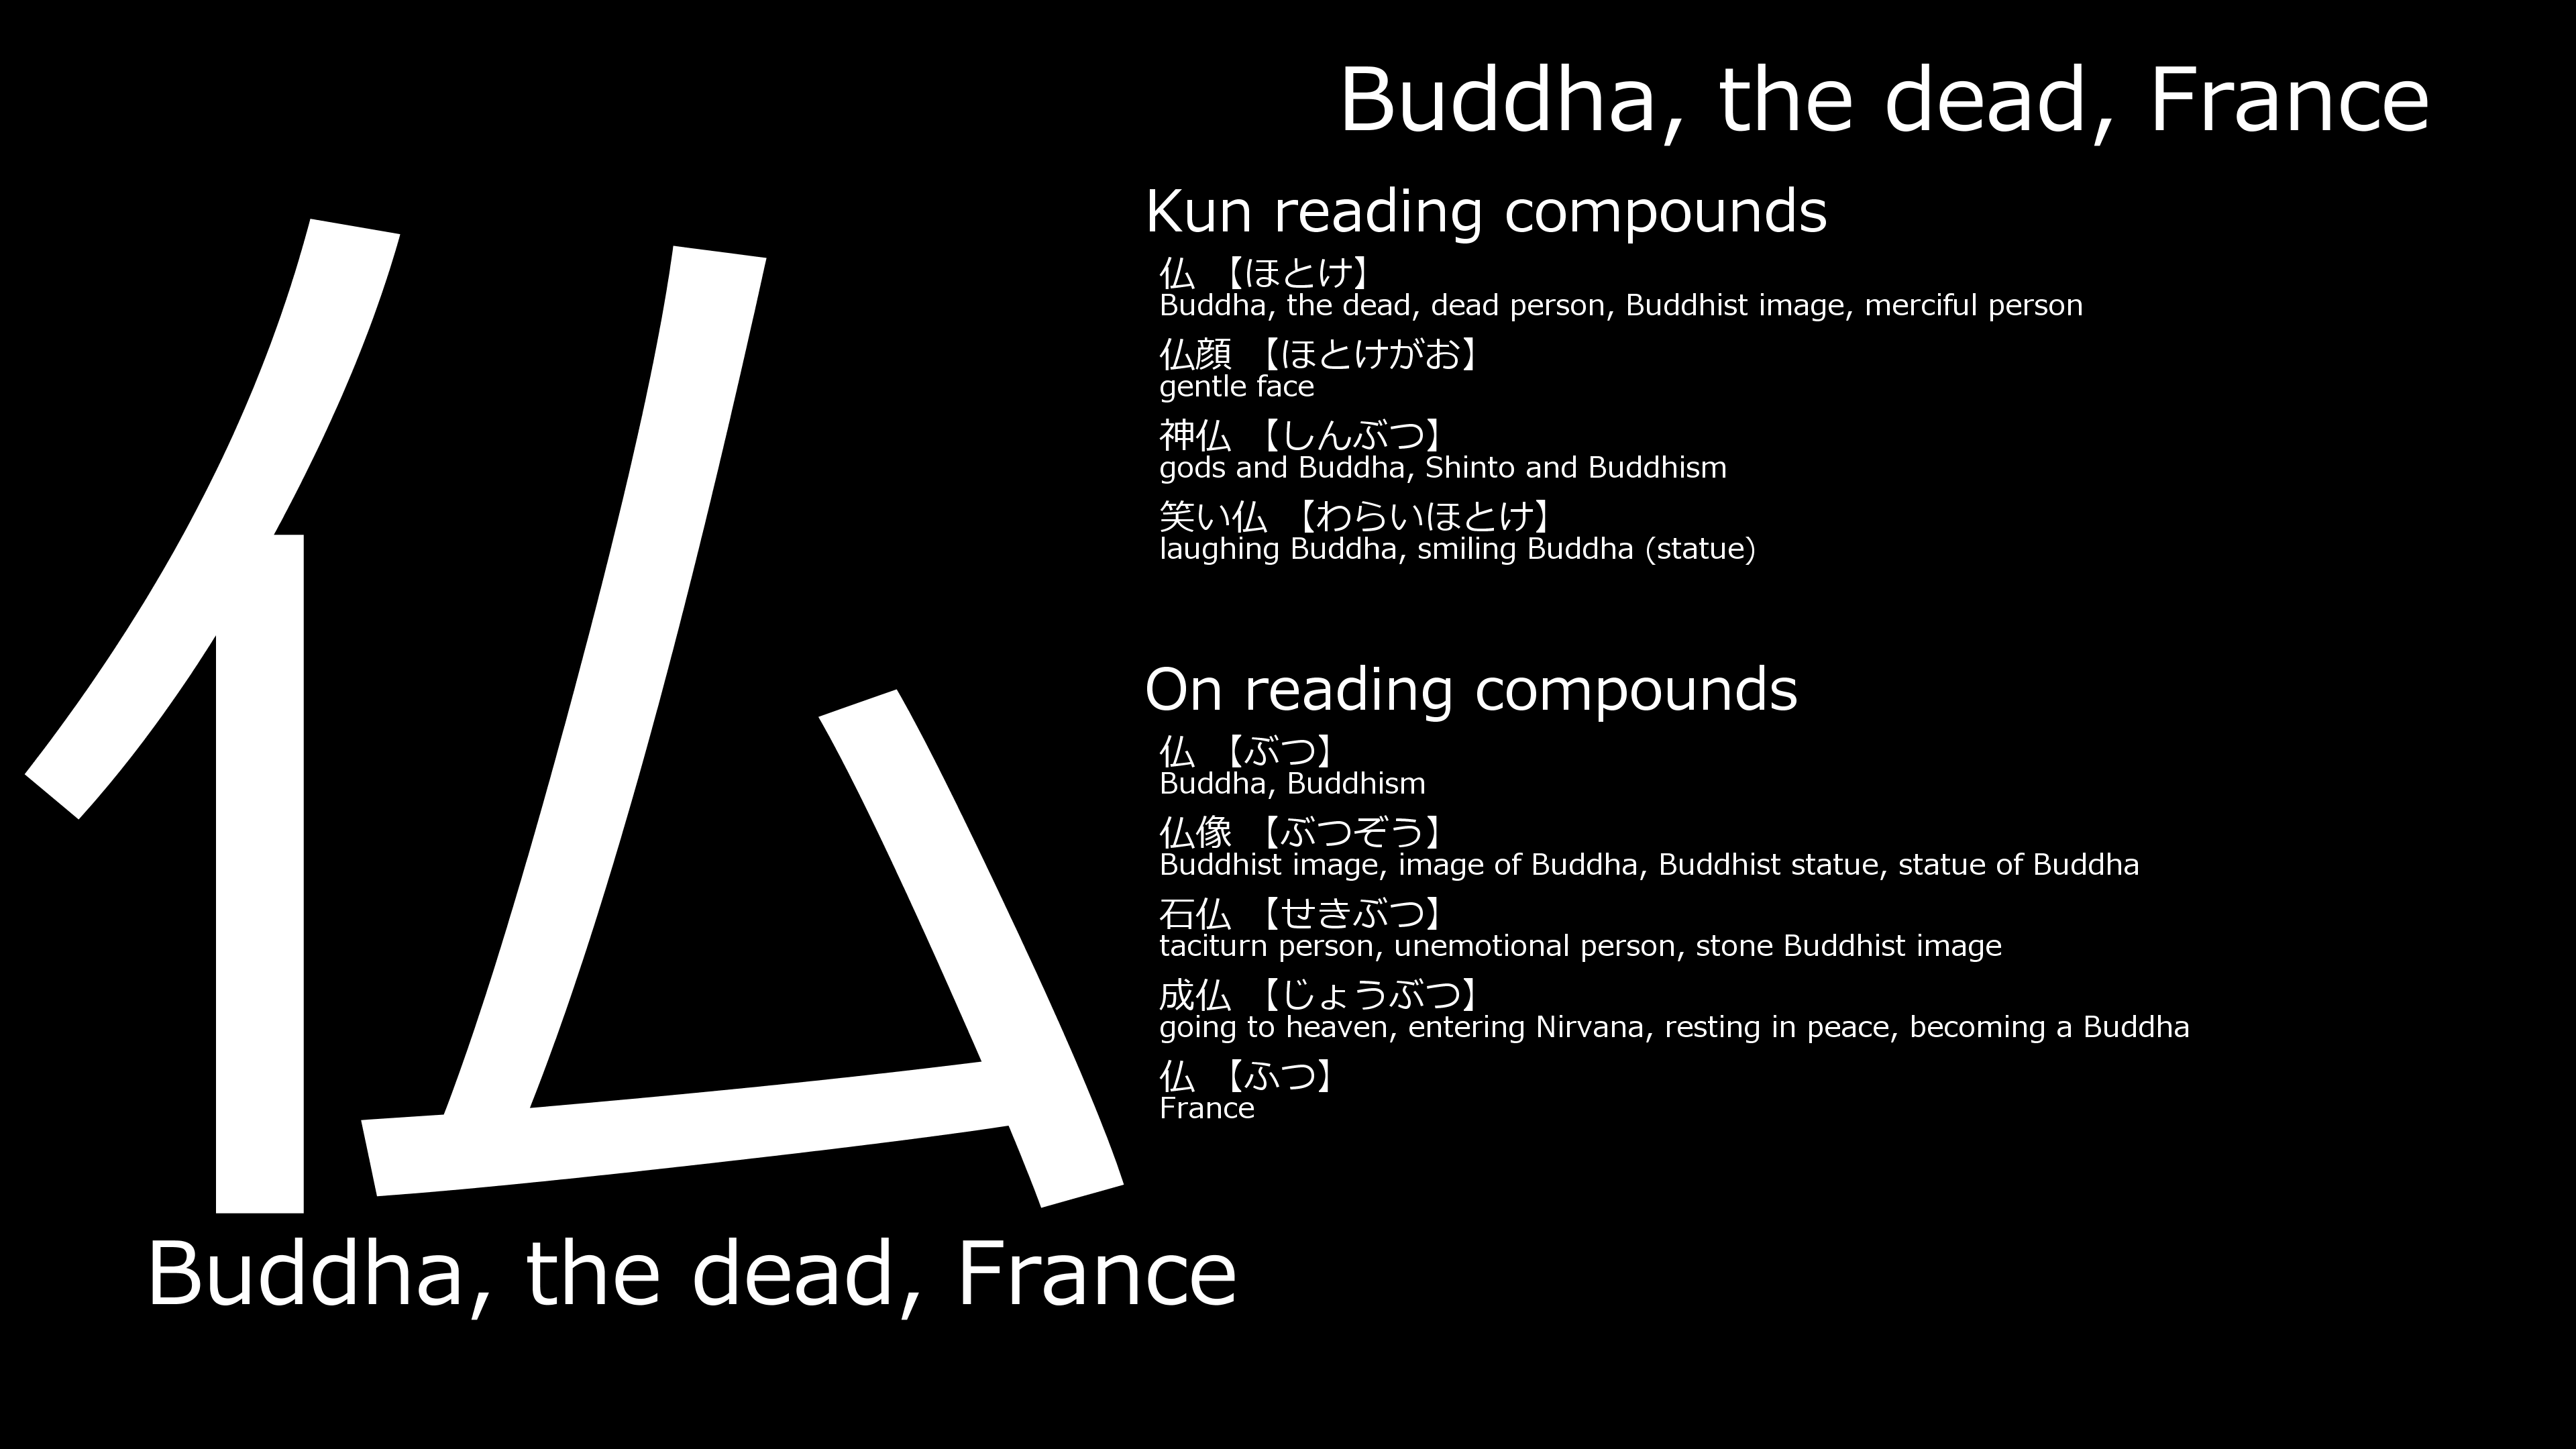 仏
Buddha, the dead, France
Buddha, the dead, France
Kun reading compounds
仏 【ほとけ】
Buddha, the dead, dead person, Buddhist image, merciful person
仏顔 【ほとけがお】
gentle face
神仏 【しんぶつ】
gods and Buddha, Shinto and Buddhism
笑い仏 【わらいほとけ】
laughing Buddha, smiling Buddha (statue)
On reading compounds
仏 【ぶつ】
Buddha, Buddhism
仏像 【ぶつぞう】
Buddhist image, image of Buddha, Buddhist statue, statue of Buddha
石仏 【せきぶつ】
taciturn person, unemotional person, stone Buddhist image
成仏 【じょうぶつ】
going to heaven, entering Nirvana, resting in peace, becoming a Buddha
仏 【ふつ】
France